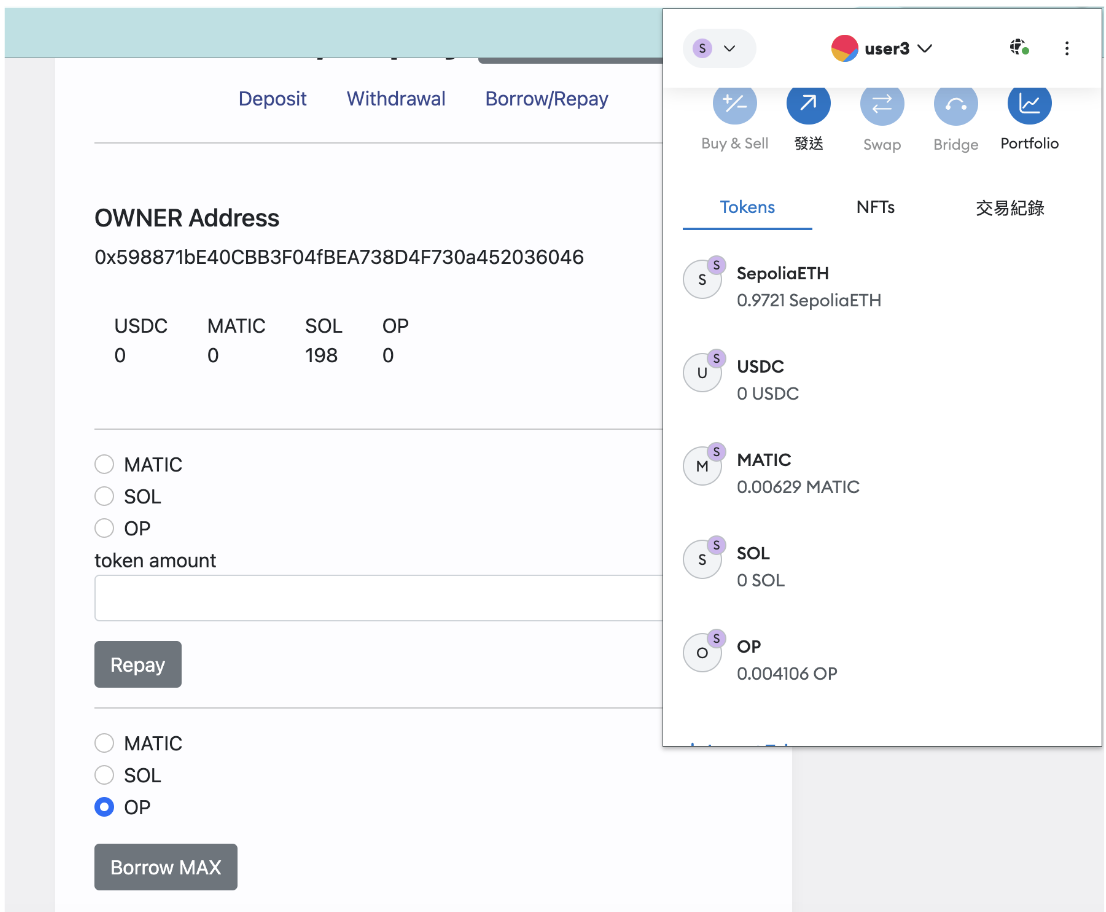 Deposit
Withdrawal
Borrow/Repay
OWNER Address
0x598871bE40CBB3F04fBEA738D4F730a452036046
USDC MATIC SOL OP
0 0 198 0
MATIC
SOL
OP
token amount
Repay
MATIC
SOL
OP
Borrow MAX
S
user3
Buy & Sell
發送
Swap
Bridge
Portfolio
Tokens
NFTs
交易紀錄
S
S
SepoliaETH
0.9721 SepoliaETH
S
U
USDC
0 USDC
S
M
MATIC
0.00629 MATIC
S
S
SOL
0 SOL
S
O
OP
0.004106 OP